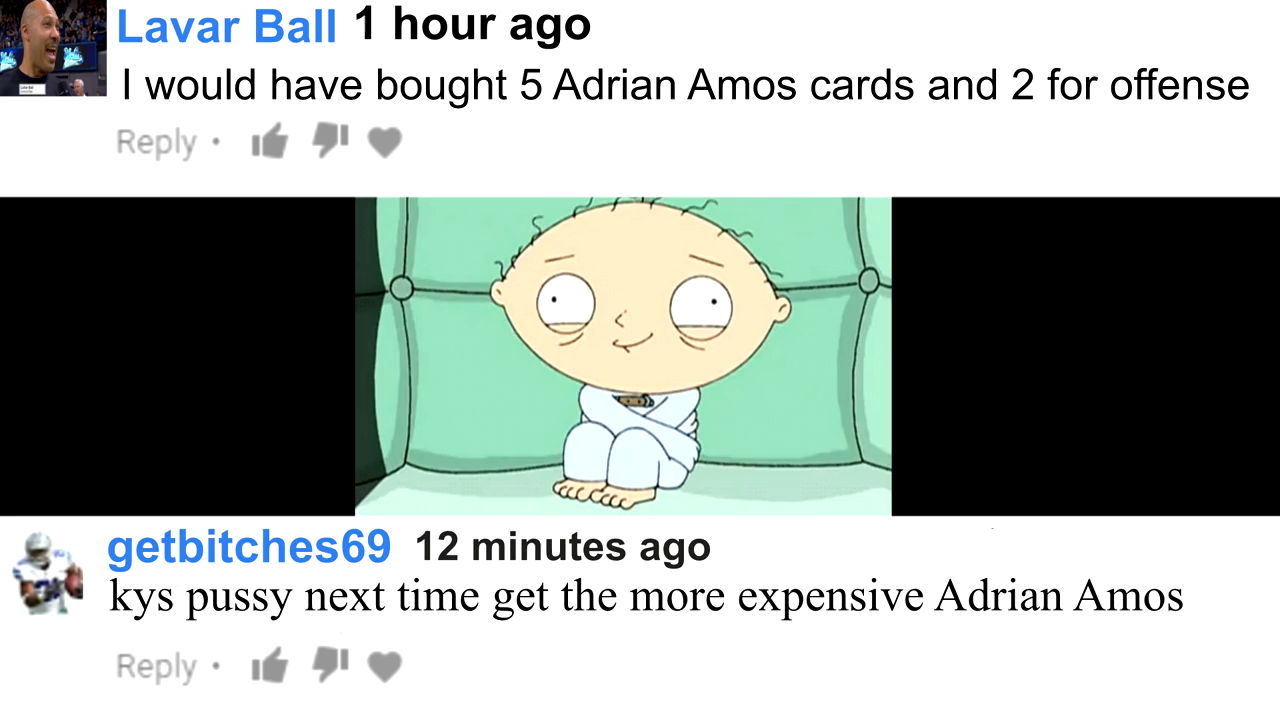 Lavar Ball 1 hour ago
I would have bought 5 Adrian Amos cards and 2 for offense
Reply •
getbitches69 12 minutes ago
kys pussy next time get the more expensive Adrian Amos
Reply •